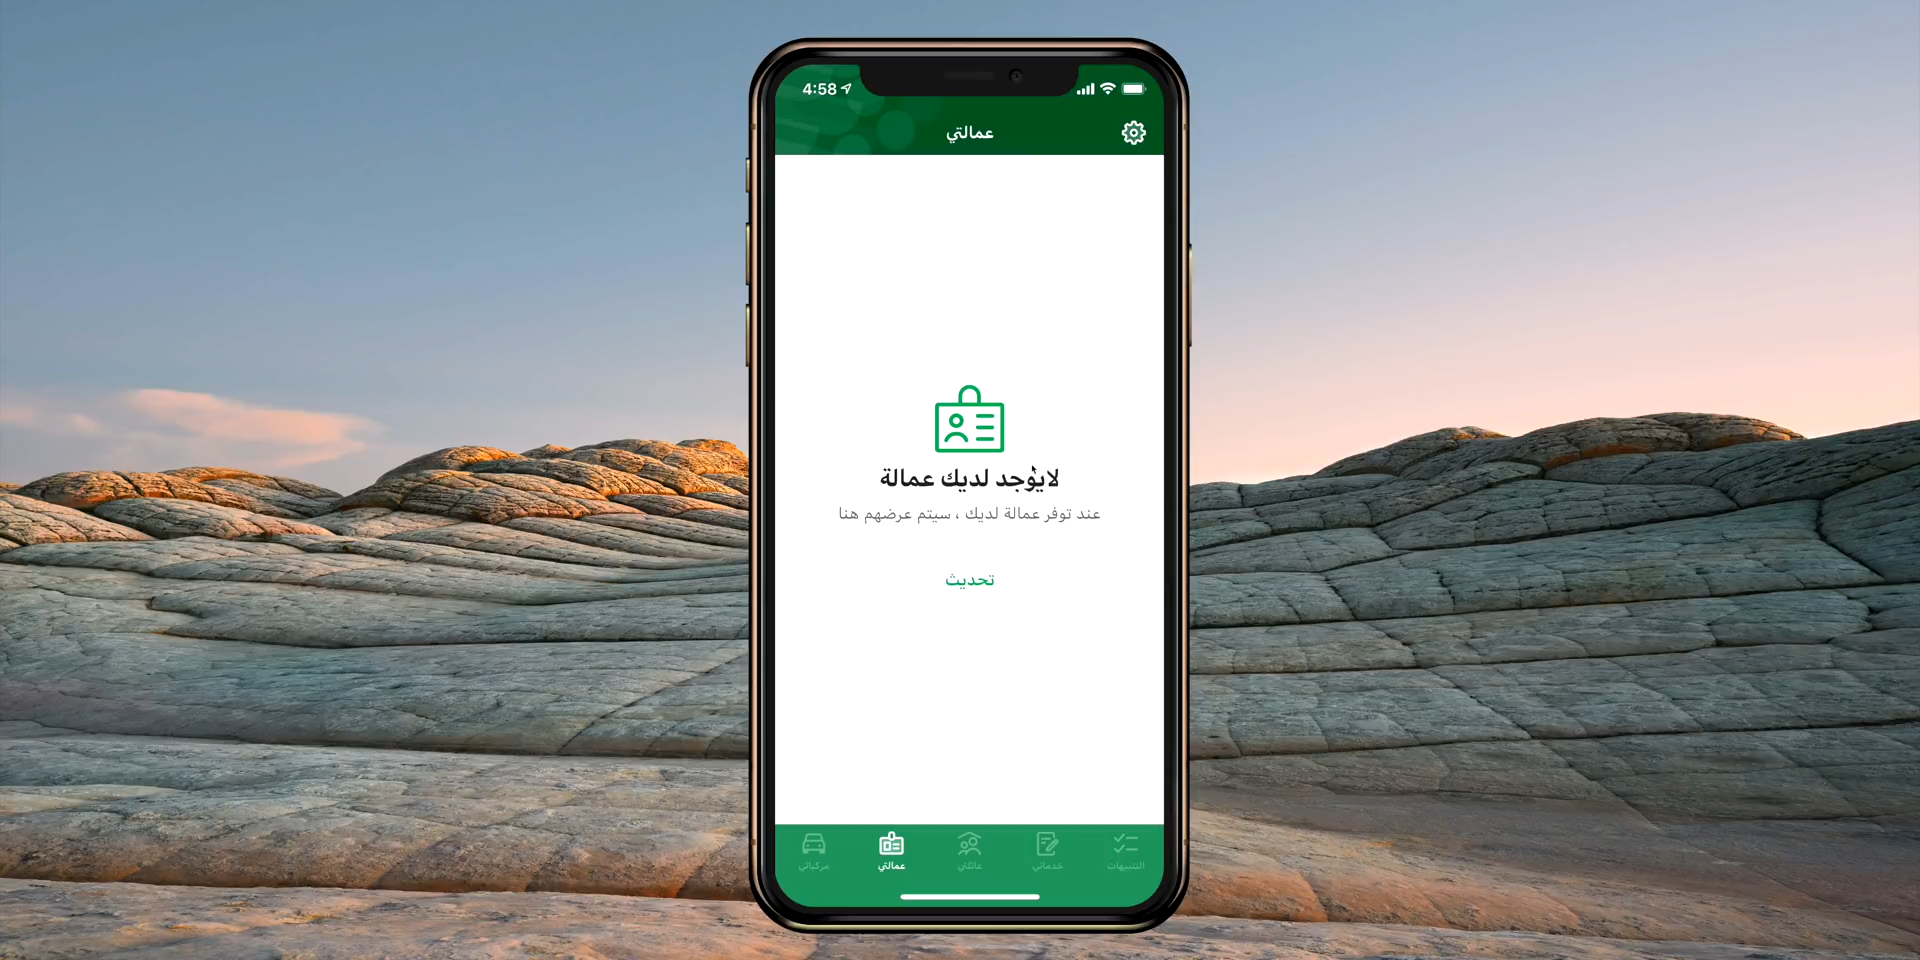 4:58
عمالتي
لايوجد لديك عمالة
عند توفر عمالة لديك ، سيتم عرضهم هنا
تحديث
التنبيهات
خدماتي
عائلتي
عمالتي
مركباتي